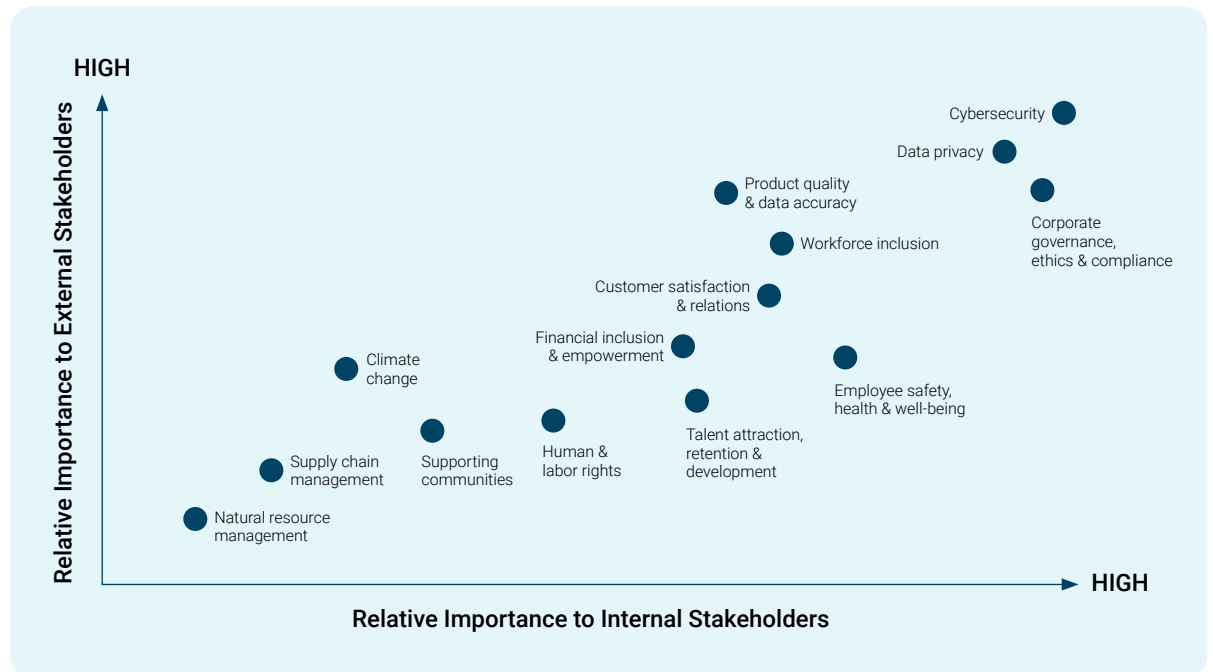 HIGH
Relative Importance to External Stakeholders
Cybersecurity
Data privacy
Product quality
& data accuracy
Corporate
governance,
ethics & compliance
Workforce inclusion
Customer satisfaction
& relations
Financial inclusion
& empowerment
Climate
change
Employee safety,
health & well-being
Talent attraction,
retention &
development
Human &
labor rights
Supporting
communities
Supply chain
management
Natural resource
management
HIGH
Relative Importance to Internal Stakeholders